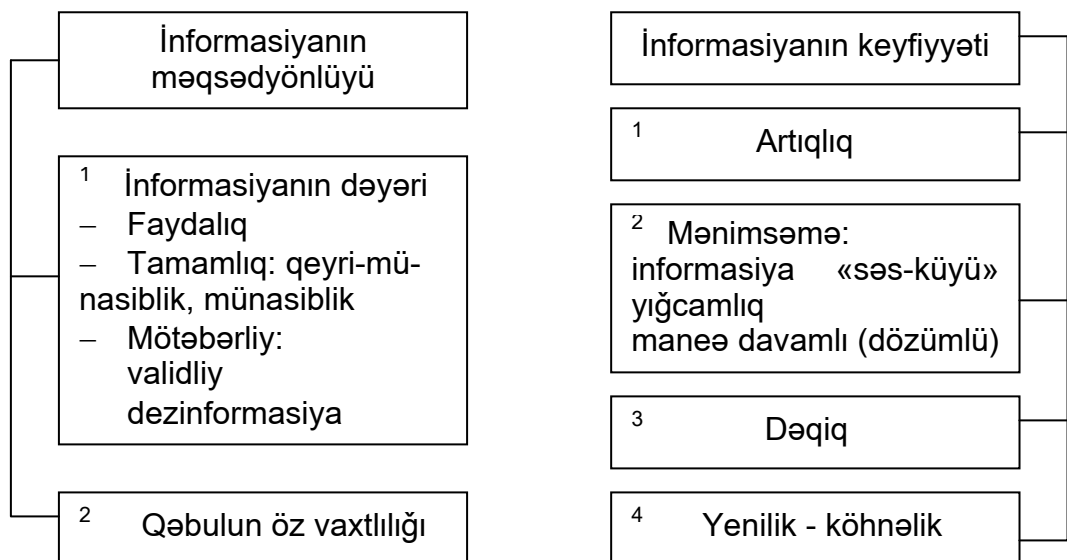 İnformasiyanın
məqsədyönlüyü
1 İnformasiyanın dəyəri
– Faydalıq
– Tamamlıq: qeyri-mü-
nasiblik, münasiblik
– Mötəbərliy:
validliy
dezinformasiya
2 Qəbulun öz vaxtlılığı
İnformasiyanın keyfiyyəti
1 Artıqlıq
2 Mənimsəmə:
informasiya «səs-küyü»
yığcamlıq
maneə davamlı (dözümlü)
3 Dəqiq
4 Yenilik - köhnəlik